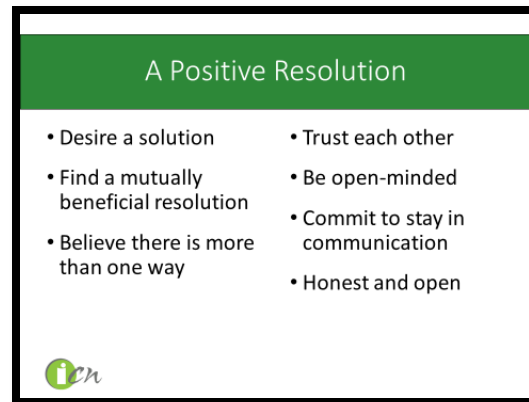 A Positive Resolution
• Desire a solution
• Find a mutually
beneficial resolution
• Believe there is more
than one way
• Trust each other
• Be open-minded
• Commit to stay in
communication
• Honest and open
icn